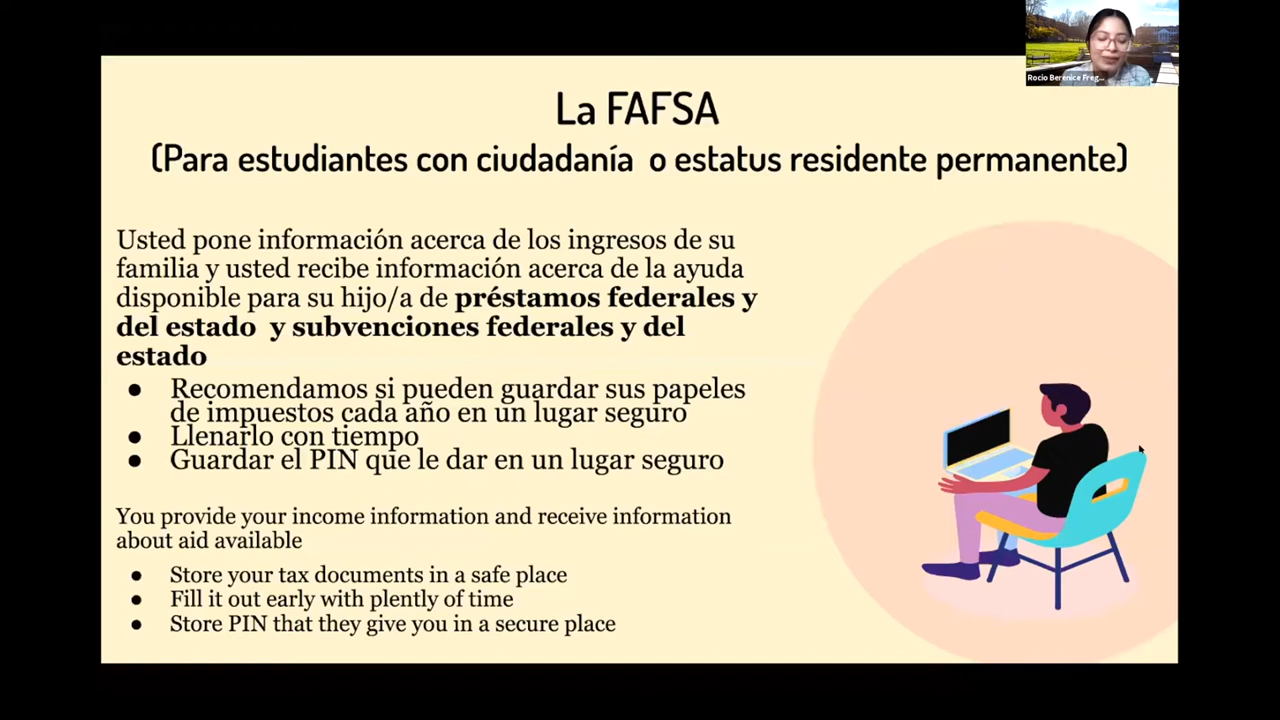 Rocio Berenice Freg...
La FAFSA
(Para estudiantes con ciudadanía o estatus residente permanente)
Usted pone información acerca de los ingresos de su
familia y usted recibe información acerca de la ayuda
disponible para su hijo/a de préstamos federales y
del estado y subvenciones federales y del
estado
● Recomendamos si pueden guardar sus papeles
de impuestos cada año en un lugar seguro
● Llenarlo con tiempo
● Guardar el PIN que le dar en un lugar seguro
You provide your income information and receive information
about aid available
● Store your tax documents in a safe place
● Fill it out early with plently of time
● Store PIN that they give you in a secure place